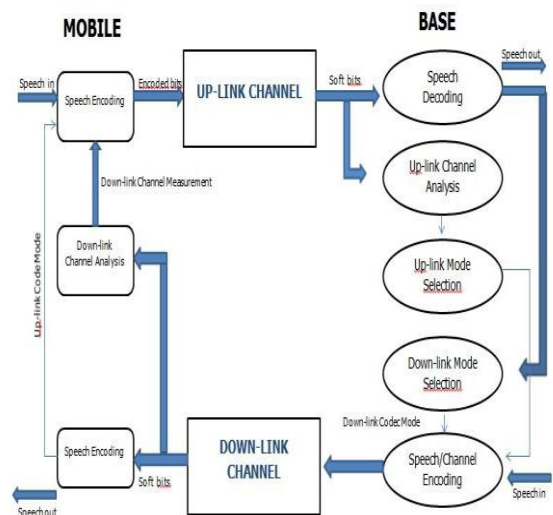 MOBILE
BASE
Speech in
Speech Encoding
Encoded bits
UP-LINK CHANNEL
Soft bits
Speech
Decoding
Speech out
Down-link Channel Measurement
Up-link Channel
Analysis
Down-link
Channel Analysis
Up-link Mode
Selection
Up-link Code Mode
Down-link Mode
Selection
Down-link Codec Mode
Speech Encoding
Soft bits
DOWN-LINK
CHANNEL
Speech/Channel
Encoding
Speech in
Speech out